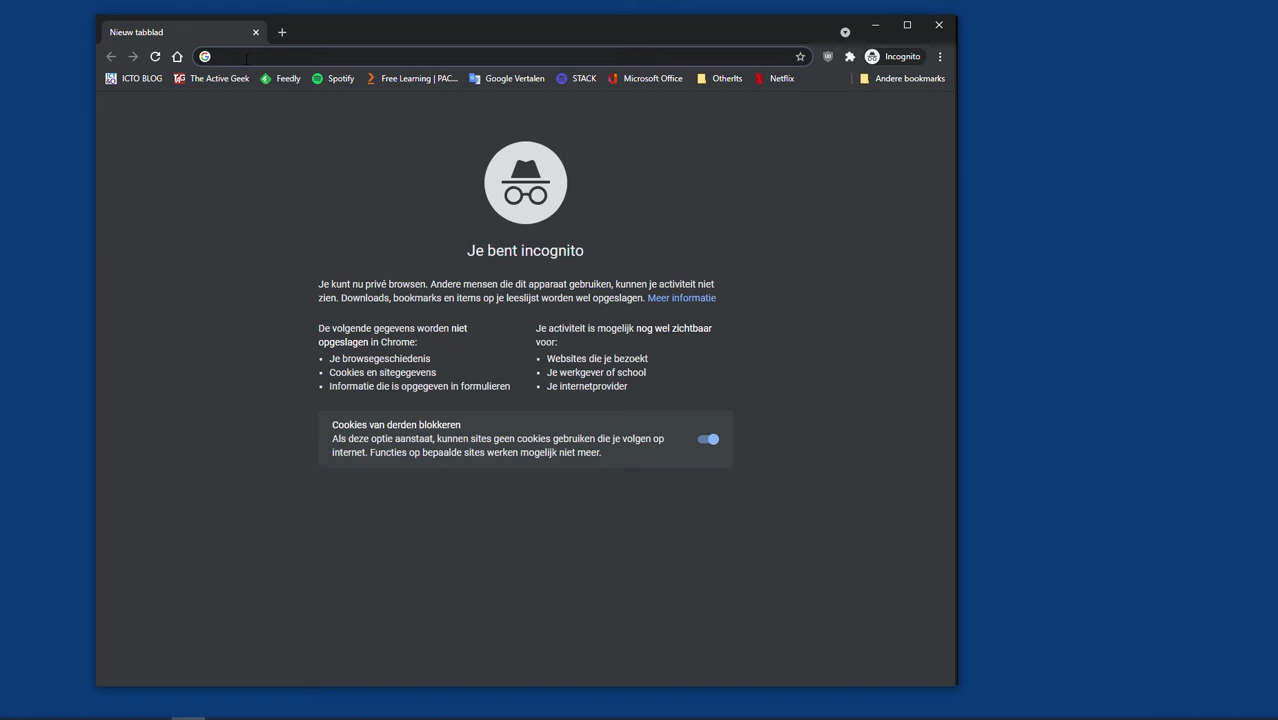 Nieuw tabblad
Incognito
ICTO BLOG The Active Geek Feedly Spotify Free Learning | PAC... Google Vertalen STACK Microsoft Office OtherIts Netflix Andere bookmarks
Je bent incognito
Je kunt nu privé browsen. Andere mensen die dit apparaat gebruiken, kunnen je activiteit niet
zien. Downloads, bookmarks en items op je leeslijst worden wel opgeslagen. Meer informatie
De volgende gegevens worden niet
opgeslagen in Chrome:
Je browsegeschiedenis
Cookies en sitegegevens
Informatie die is opgegeven in formulieren
Je activiteit is mogelijk nog wel zichtbaar
voor:
Websites die je bezoekt
Je werkgever of school
Je internetprovider
Cookies van derden blokkeren
Als deze optie aanstaat, kunnen sites geen cookies gebruiken die je volgen op
internet. Functies op bepaalde sites werken mogelijk niet meer.